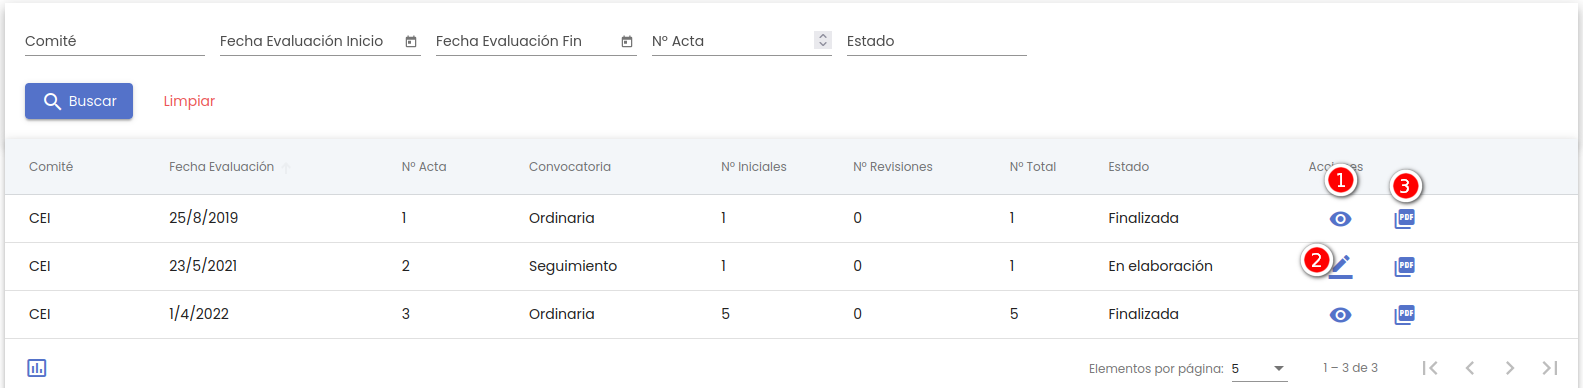 Comité Fecha Evaluación Inicio Fecha Evaluación Fin Nº Acta Estado
Buscar Limpiar
Comité Fecha Evaluación Nº Acta Convocatoria Nº Iniciales Nº Revisiones Nº Total Estado Acciones
1 3
CEI 25/8/2019 1 Ordinaria 1 0 1 Finalizada PDF
CEI 23/5/2021 2 Seguimiento 1 0 1 En elaboración 2 PDF
CEI 1/4/2022 3 Ordinaria 5 0 5 Finalizada PDF
Elementos por página: 5 1 – 3 de 3